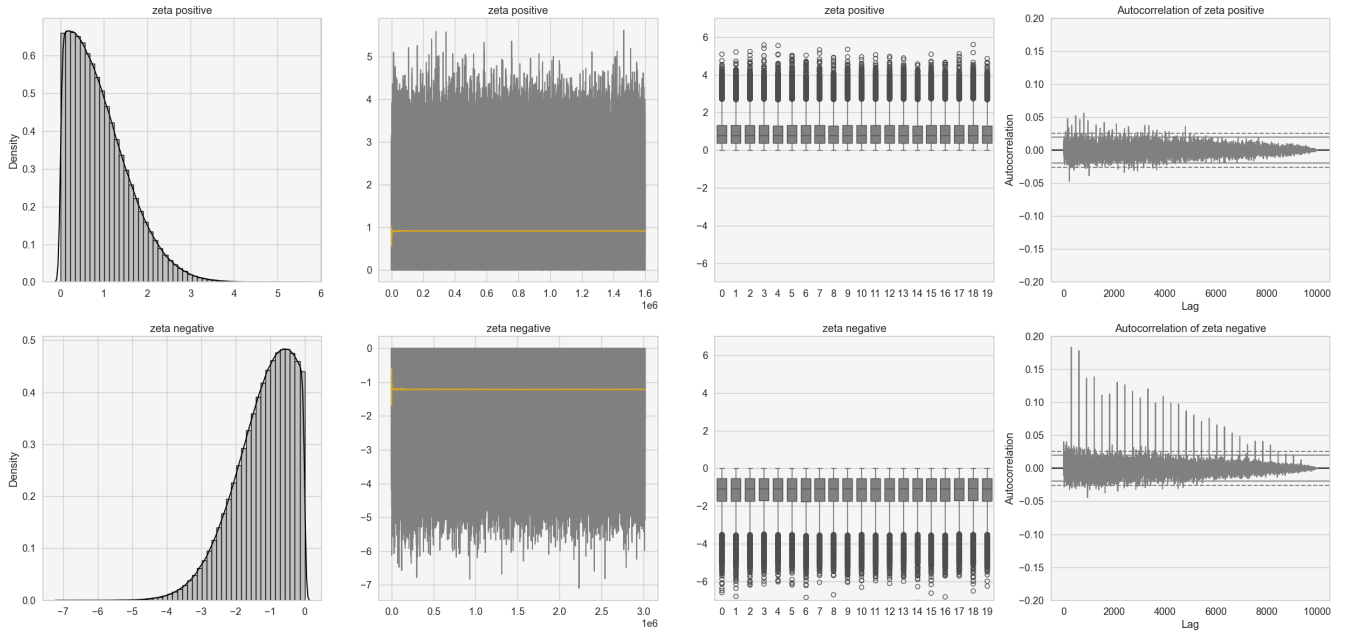 zeta positive
Density
0.0
0.1
0.2
0.3
0.4
0.5
0.6
0 1 2 3 4 5 6
zeta positive
5
4
3
2
1
0
0.0 0.2 0.4 0.6 0.8 1.0 1.2 1.4 1.6
1e6
zeta positive
6
4
2
0
−2
−4
−6
0 1 2 3 4 5 6 7 8 9 10 11 12 13 14 15 16 17 18 19
Autocorrelation of zeta positive
Autocorrelation
0.20
0.15
0.10
0.05
0.00
−0.05
−0.10
−0.15
−0.20
0 2000 4000 6000 8000 10000
Lag
zeta negative
Density
0.5
0.4
0.3
0.2
0.1
0.0
−7 −6 −5 −4 −3 −2 −1 0
zeta negative
0
−1
−2
−3
−4
−5
−6
−7
0.0 0.5 1.0 1.5 2.0 2.5 3.0
1e6
zeta negative
6
4
2
0
−2
−4
−6
0 1 2 3 4 5 6 7 8 9 10 11 12 13 14 15 16 17 18 19
Autocorrelation of zeta negative
Autocorrelation
0.20
0.15
0.10
0.05
0.00
−0.05
−0.10
−0.15
−0.20
0 2000 4000 6000 8000 10000
Lag